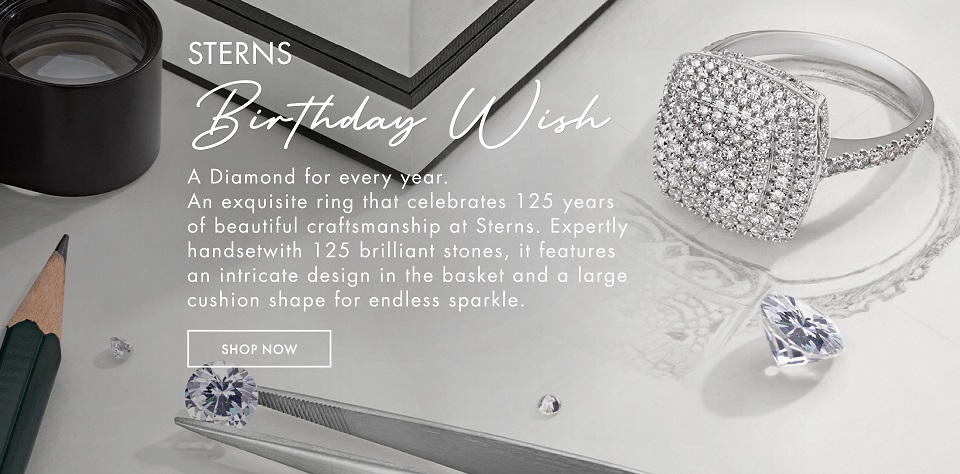 STERNS
Birthday Wish
A Diamond for every year.
An exquisite ring that celebrates 125 years
of beautiful craftsmanship at Sterns. Expertly
handsetwith 125 brilliant stones, it features
an intricate design in the basket and a large
cushion shape for endless sparkle.
SHOP NOW